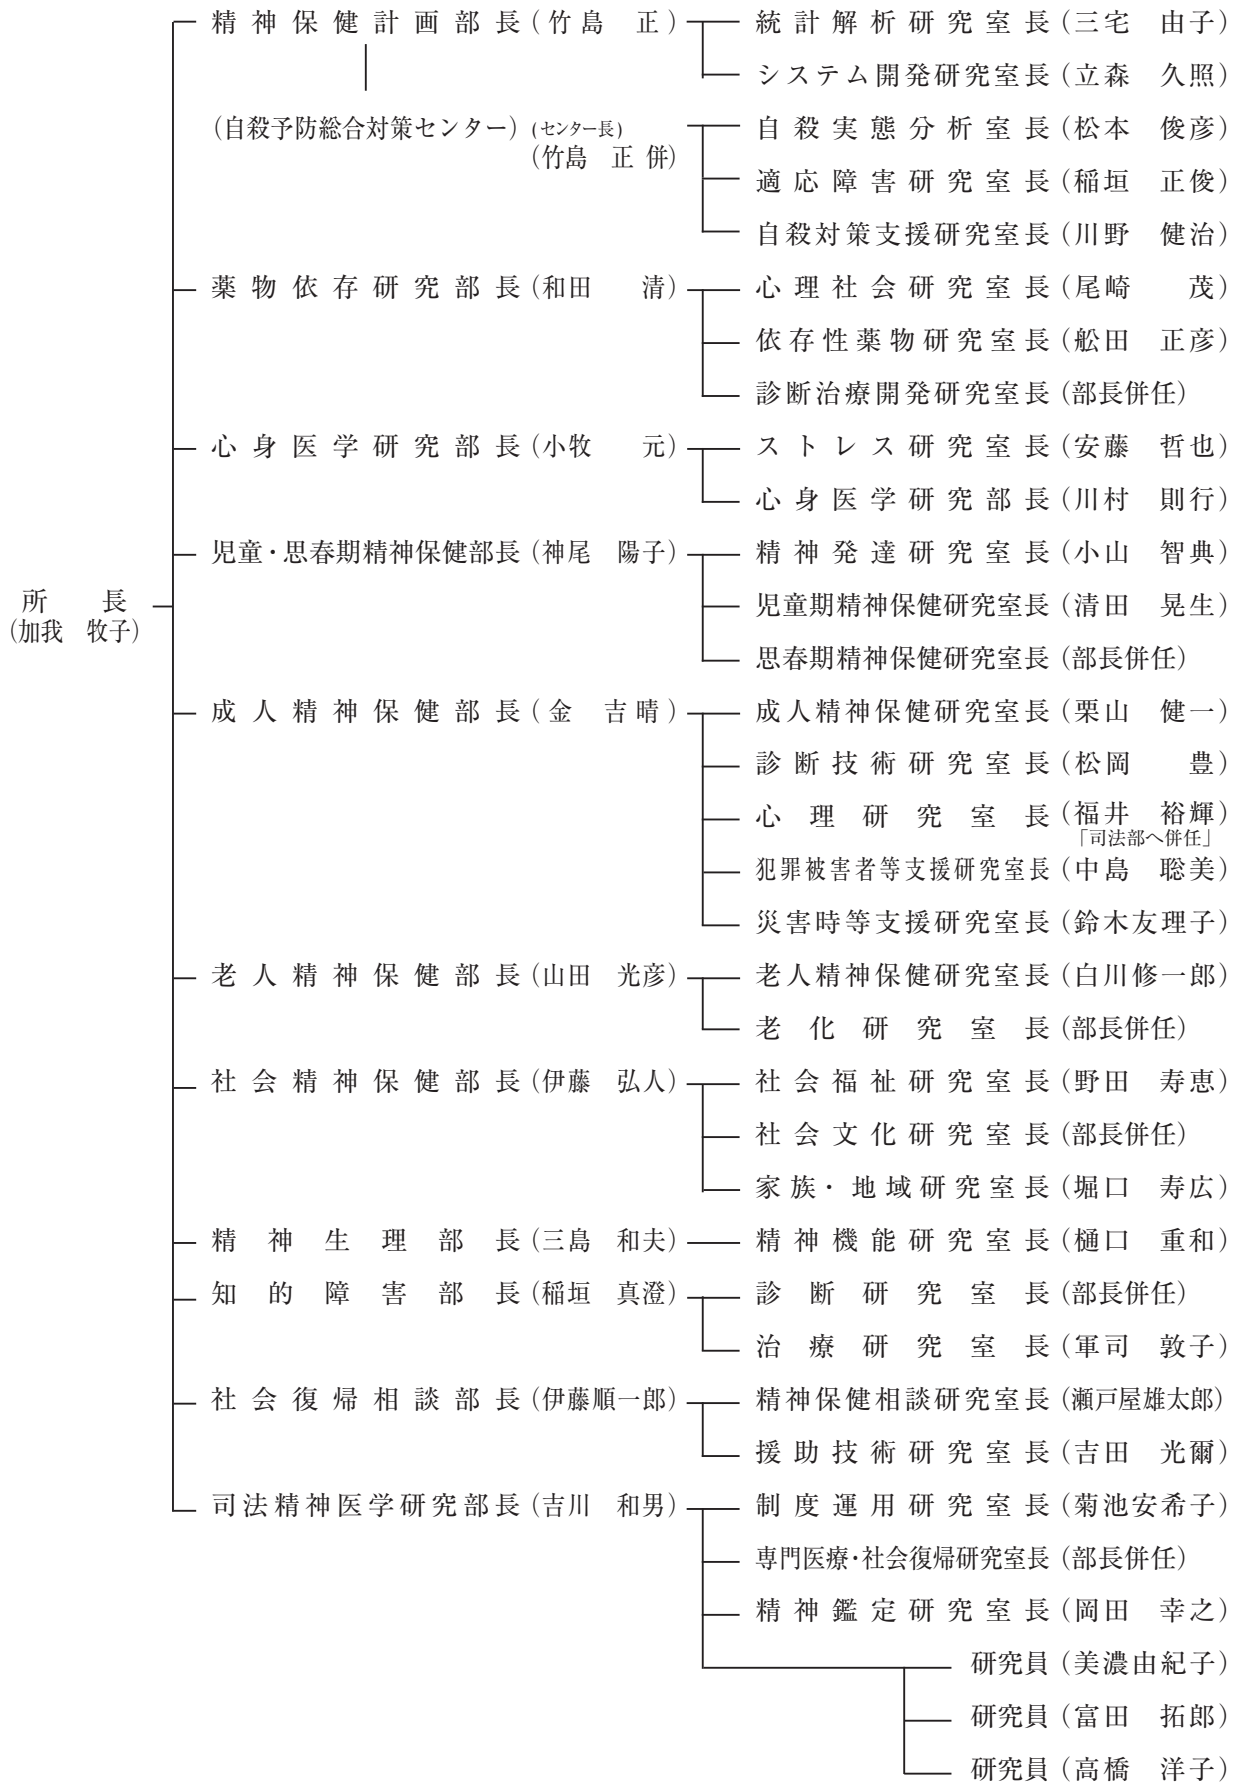 精神保健計画部長(竹島　正) 統計解析研究室長(三宅　由子)
システム開発研究室長(立森　久照)
(自殺予防総合対策センター) (センター長) 自殺実態分析室長(松本　俊彦)
(竹島　正 併)
適応障害研究室長(稲垣　正俊)
自殺対策支援研究室長(川野　健治)
薬物依存研究部長(和田　清) 心理社会研究室長(尾崎　茂)
依存性薬物研究室長(舩田　正彦)
診断治療開発研究室長(部長併任)
心身医学研究部長(小牧　元) ストレス研究室長(安藤　哲也)
心身医学研究部長(川村　則行)
児童・思春期精神保健部長(神尾　陽子) 精神発達研究室長(小山　智典)
所　長 児童期精神保健研究室長(清田　晃生)
(加我　牧子)
思春期精神保健研究室長(部長併任)
成人精神保健部長(金　吉晴) 成人精神保健研究室長(栗山　健一)
診断技術研究室長(松岡　豊)
心理研究室長(福井　裕輝)
「司法部へ併任」
犯罪被害者等支援研究室長(中島　聡美)
災害時等支援研究室長(鈴木友理子)
老人精神保健部長(山田　光彦) 老人精神保健研究室長(白川修一郎)
老化研究室長(部長併任)
社会精神保健部長(伊藤　弘人) 社会福祉研究室長(野田　寿恵)
社会文化研究室長(部長併任)
家族・地域研究室長(堀口　寿広)
精神生理部長(三島　和夫) 精神機能研究室長(樋口　重和)
知的障害部長(稲垣　真澄) 診断研究室長(部長併任)
治療研究室長(軍司　敦子)
社会復帰相談部長(伊藤順一郎) 精神保健相談研究室長(瀬戸屋雄太郎)
援助技術研究室長(吉田　光爾)
司法精神医学研究部長(吉川　和男) 制度運用研究室長(菊池安希子)
専門医療・社会復帰研究室長(部長併任)
精神鑑定研究室長(岡田　幸之)
研究員(美濃由紀子)
研究員(富田　拓郎)
研究員(高橋　洋子)